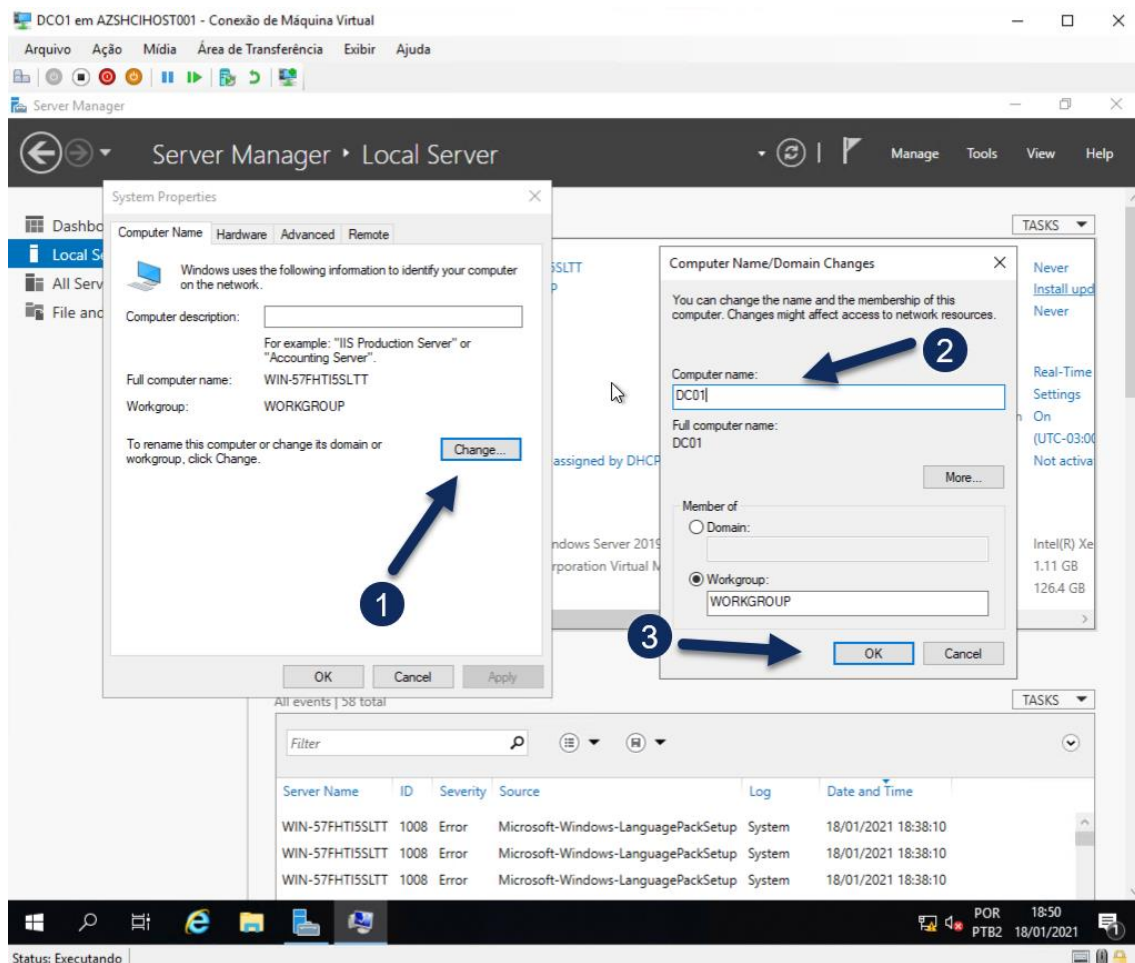 DCO1 em AZSHCIHOST001 - Conexão de Máquina Virtual
Arquivo Ação Mídia Área de Transferência Exibir Ajuda
Server Manager
Server Manager • Local Server
Manage Tools View Help
System Properties
Dashbo
Local Se
All Serv
File and
Computer Name Hardware Advanced Remote
Windows uses the following information to identify your computer
on the network.
Computer description:
For example: "IIS Production Server" or
"Accounting Server".
Full computer name: WIN-57FHTI5SLTT
Workgroup: WORKGROUP
To rename this computer or change its domain or
workgroup, click Change.
Change...
1
OK Cancel Apply
5SLTT
P
assigned by DHCP
ndows Server 2019
rporation Virtual M
Computer Name/Domain Changes
You can change the name and the membership of this
computer. Changes might affect access to network resources.
2
Computer name:
DC01
Full computer name:
DC01
More...
Member of
Domain:
Workgroup:
WORKGROUP
3
OK Cancel
TASKS
Never
Install upd
Never
Real-Time
Settings
n On
(UTC-03:00
Not activa
Intel(R) Xe
1.11 GB
126.4 GB
All events | 58 total
TASKS
Filter
Server Name ID Severity Source Log Date and Time
WIN-57FHTI5SLTT 1008 Error Microsoft-Windows-LanguagePackSetup System 18/01/2021 18:38:10
WIN-57FHTI5SLTT 1008 Error Microsoft-Windows-LanguagePackSetup System 18/01/2021 18:38:10
WIN-57FHTI5SLTT 1008 Error Microsoft-Windows-LanguagePackSetup System 18/01/2021 18:38:10
POR 18:50
PTB2 18/01/2021
1
Status: Executando